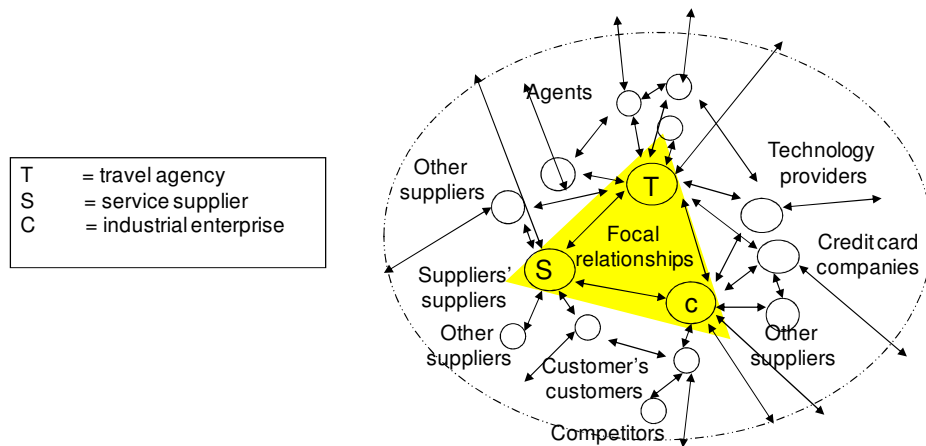 T = travel agency
S = service supplier
C = industrial enterprise
Agents
Other
suppliers
T
Technology
providers
Focal
relationships
Credit card
companies
S
Suppliers'
suppliers
c
Other
suppliers
Other
suppliers
Customer's
customers
Competitors